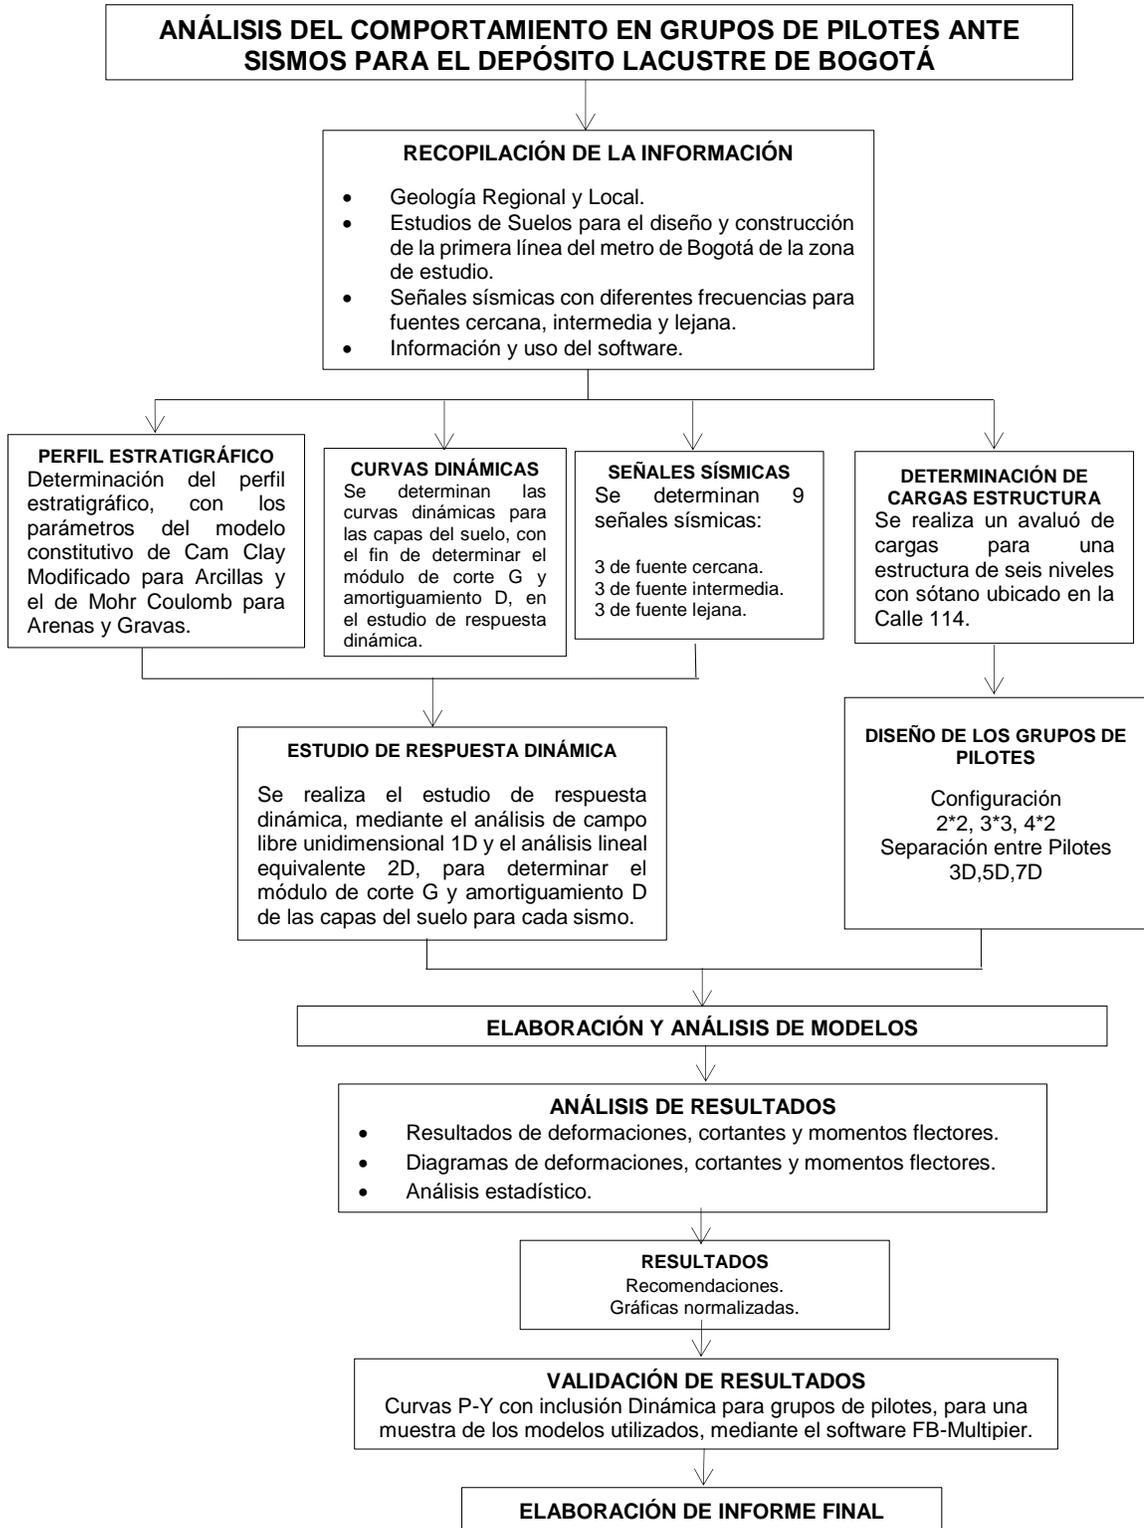 ANÁLISIS DEL COMPORTAMIENTO EN GRUPOS DE PILOTES ANTE
SISMOS PARA EL DEPÓSITO LACUSTRE DE BOGOTÁ
RECOPILACIÓN DE LA INFORMACIÓN
• Geología Regional y Local.
• Estudios de Suelos para el diseño y construcción
de la primera línea del metro de Bogotá de la zona
de estudio.
• Señales sísmicas con diferentes frecuencias para
fuentes cercana, intermedia y lejana.
• Información y uso del software.
PERFIL ESTRATIGRÁFICO
Determinación del perfil
estratigráfico, con los
parámetros del modelo
constitutivo de Cam Clay
Modificado para Arcillas y
el de Mohr Coulomb para
Arenas y Gravas.
CURVAS DINÁMICAS
Se determinan las
curvas dinámicas para
las capas del suelo, con
el fin de determinar el
módulo de corte G y
amortiguamiento D, en
el estudio de respuesta
dinámica.
SEÑALES SÍSMICAS
Se determinan 9
señales sísmicas:
3 de fuente cercana.
3 de fuente intermedia.
3 de fuente lejana.
DETERMINACIÓN DE
CARGAS ESTRUCTURA
Se realiza un avaluó de
cargas para una
estructura de seis niveles
con sótano ubicado en la
Calle 114.
ESTUDIO DE RESPUESTA DINÁMICA
Se realiza el estudio de respuesta
dinámica, mediante el análisis de campo
libre unidimensional 1D y el análisis lineal
equivalente 2D, para determinar el
módulo de corte G y amortiguamiento D
de las capas del suelo para cada sismo.
DISEÑO DE LOS GRUPOS DE
PILOTES
Configuración
2*2, 3*3, 4*2
Separación entre Pilotes
3D,5D,7D
ELABORACIÓN Y ANÁLISIS DE MODELOS
ANÁLISIS DE RESULTADOS
• Resultados de deformaciones, cortantes y momentos flectores.
• Diagramas de deformaciones, cortantes y momentos flectores.
• Análisis estadístico.
RESULTADOS
Recomendaciones.
Gráficas normalizadas.
VALIDACIÓN DE RESULTADOS
Curvas P-Y con inclusión Dinámica para grupos de pilotes, para una
muestra de los modelos utilizados, mediante el software FB-Multipier.
ELABORACIÓN DE INFORME FINAL